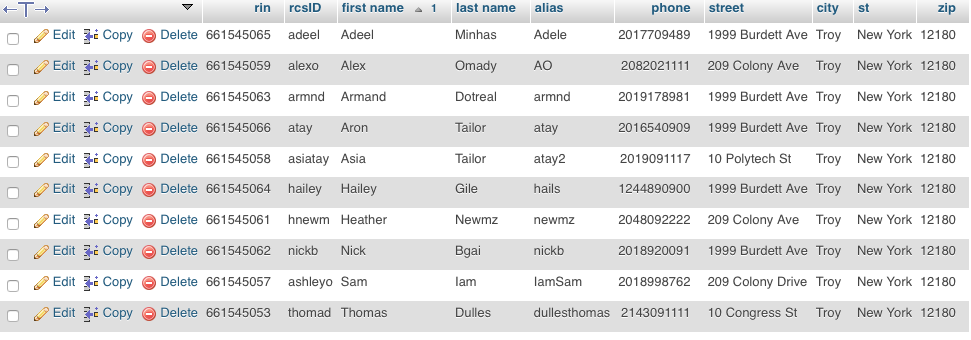 rin rcsID first name 1 last name alias phone street city st zip
Edit Copy Delete 661545065 adeel Adeel Minhas Adele 2017709489 1999 Burdett Ave Troy New York 12180
Edit Copy Delete 661545059 alexo Alex Omady AO 2082021111 209 Colony Ave Troy New York 12180
Edit Copy Delete 661545063 armnd Armand Dotreal armnd 2019178981 1999 Burdett Ave Troy New York 12180
Edit Copy Delete 661545066 atay Aron Tailor atay 2016540909 1999 Burdett Ave Troy New York 12180
Edit Copy Delete 661545058 asiatay Asia Tailor atay2 2019091117 10 Polytech St Troy New York 12180
Edit Copy Delete 661545064 hailey Hailey Gile hails 1244890900 1999 Burdett Ave Troy New York 12180
Edit Copy Delete 661545061 hnewm Heather Newmz newmz 2048092222 209 Colony Ave Troy New York 12180
Edit Copy Delete 661545062 nickb Nick Bgai nickb 2018920091 1999 Burdett Ave Troy New York 12180
Edit Copy Delete 661545057 ashleyo Sam Iam IamSam 2018998762 209 Colony Drive Troy New York 12180
Edit Copy Delete 661545053 thomad Thomas Dulles dullesthomas 2143091111 10 Congress St Troy New York 12180